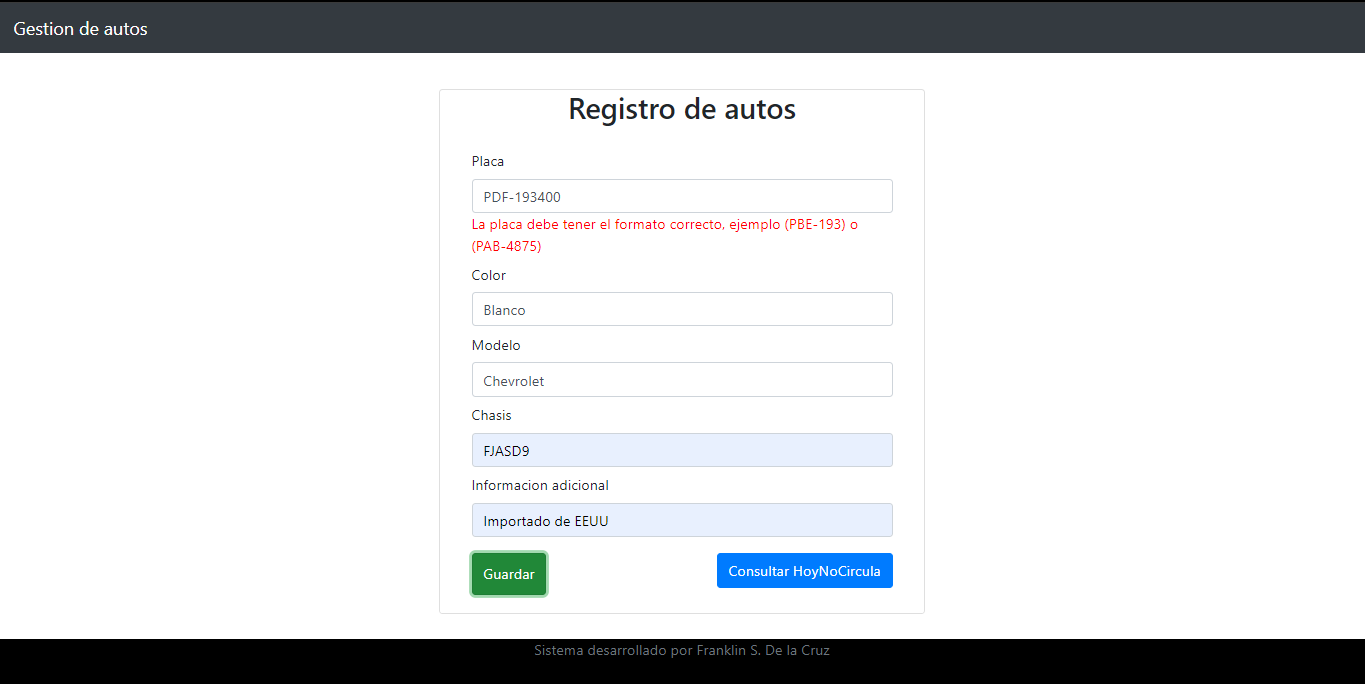 Gestion de autos
Registro de autos
Placa
PDF-193400
La placa debe tener el formato correcto, ejemplo (PBE-193) o
(PAB-4875)
Color
Blanco
Modelo
Chevrolet
Chasis
FJASD9
Informacion adicional
Importado de EEUU
Guardar
Consultar HoyNoCircula
Sistema desarrollado por Franklin S. De la Cruz